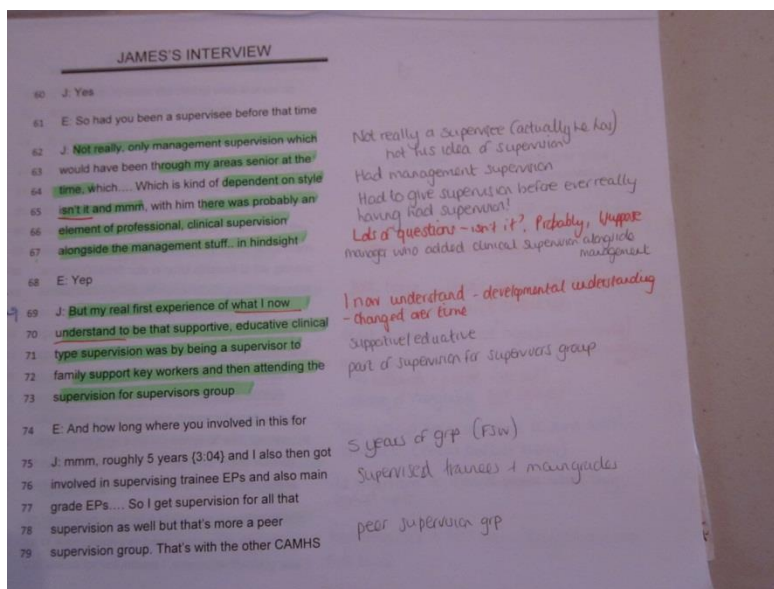 JAMES'S INTERVIEW
60 J: Yes
61 E: So had you been a supervisee before that time
62 J: Not really, only management supervision which
63 would have been through my areas senior at the
64 time, which.... Which is kind of dependent on style
65 isn't it and mmm, with him there was probably an
66 element of professional, clinical supervision
67 alongside the management stuff.. in hindsight
Not really a supervisee (actually he has)
not his idea of supervision
Had management supervision
Had to give supervision before ever really
having had supervision!
Lots of questions - isn't it?, Probably, I suppose
manager who added clinical supervision alongside
management
68 E: Yep
69 J: But my real first experience of what I now
70 understand to be that supportive, educative clinical
71 type supervision was by being a supervisor to
72 family support key workers and then attending the
73 supervision for supervisors group
I now understand - developmental understanding
- changed over time
supportive/educative
part of supervision for supervisors group
74 E: And how long where you involved in this for
75 J: mmm, roughly 5 years {3:04} and I also then got
76 involved in supervising trainee EPs and also main
77 grade EPs.... So I get supervision for all that
78 supervision as well but that's more a peer
79 supervision group. That's with the other CAMHS
5 years of grp (FSW)
Supervised trainees + maingrades
peer supervision grp